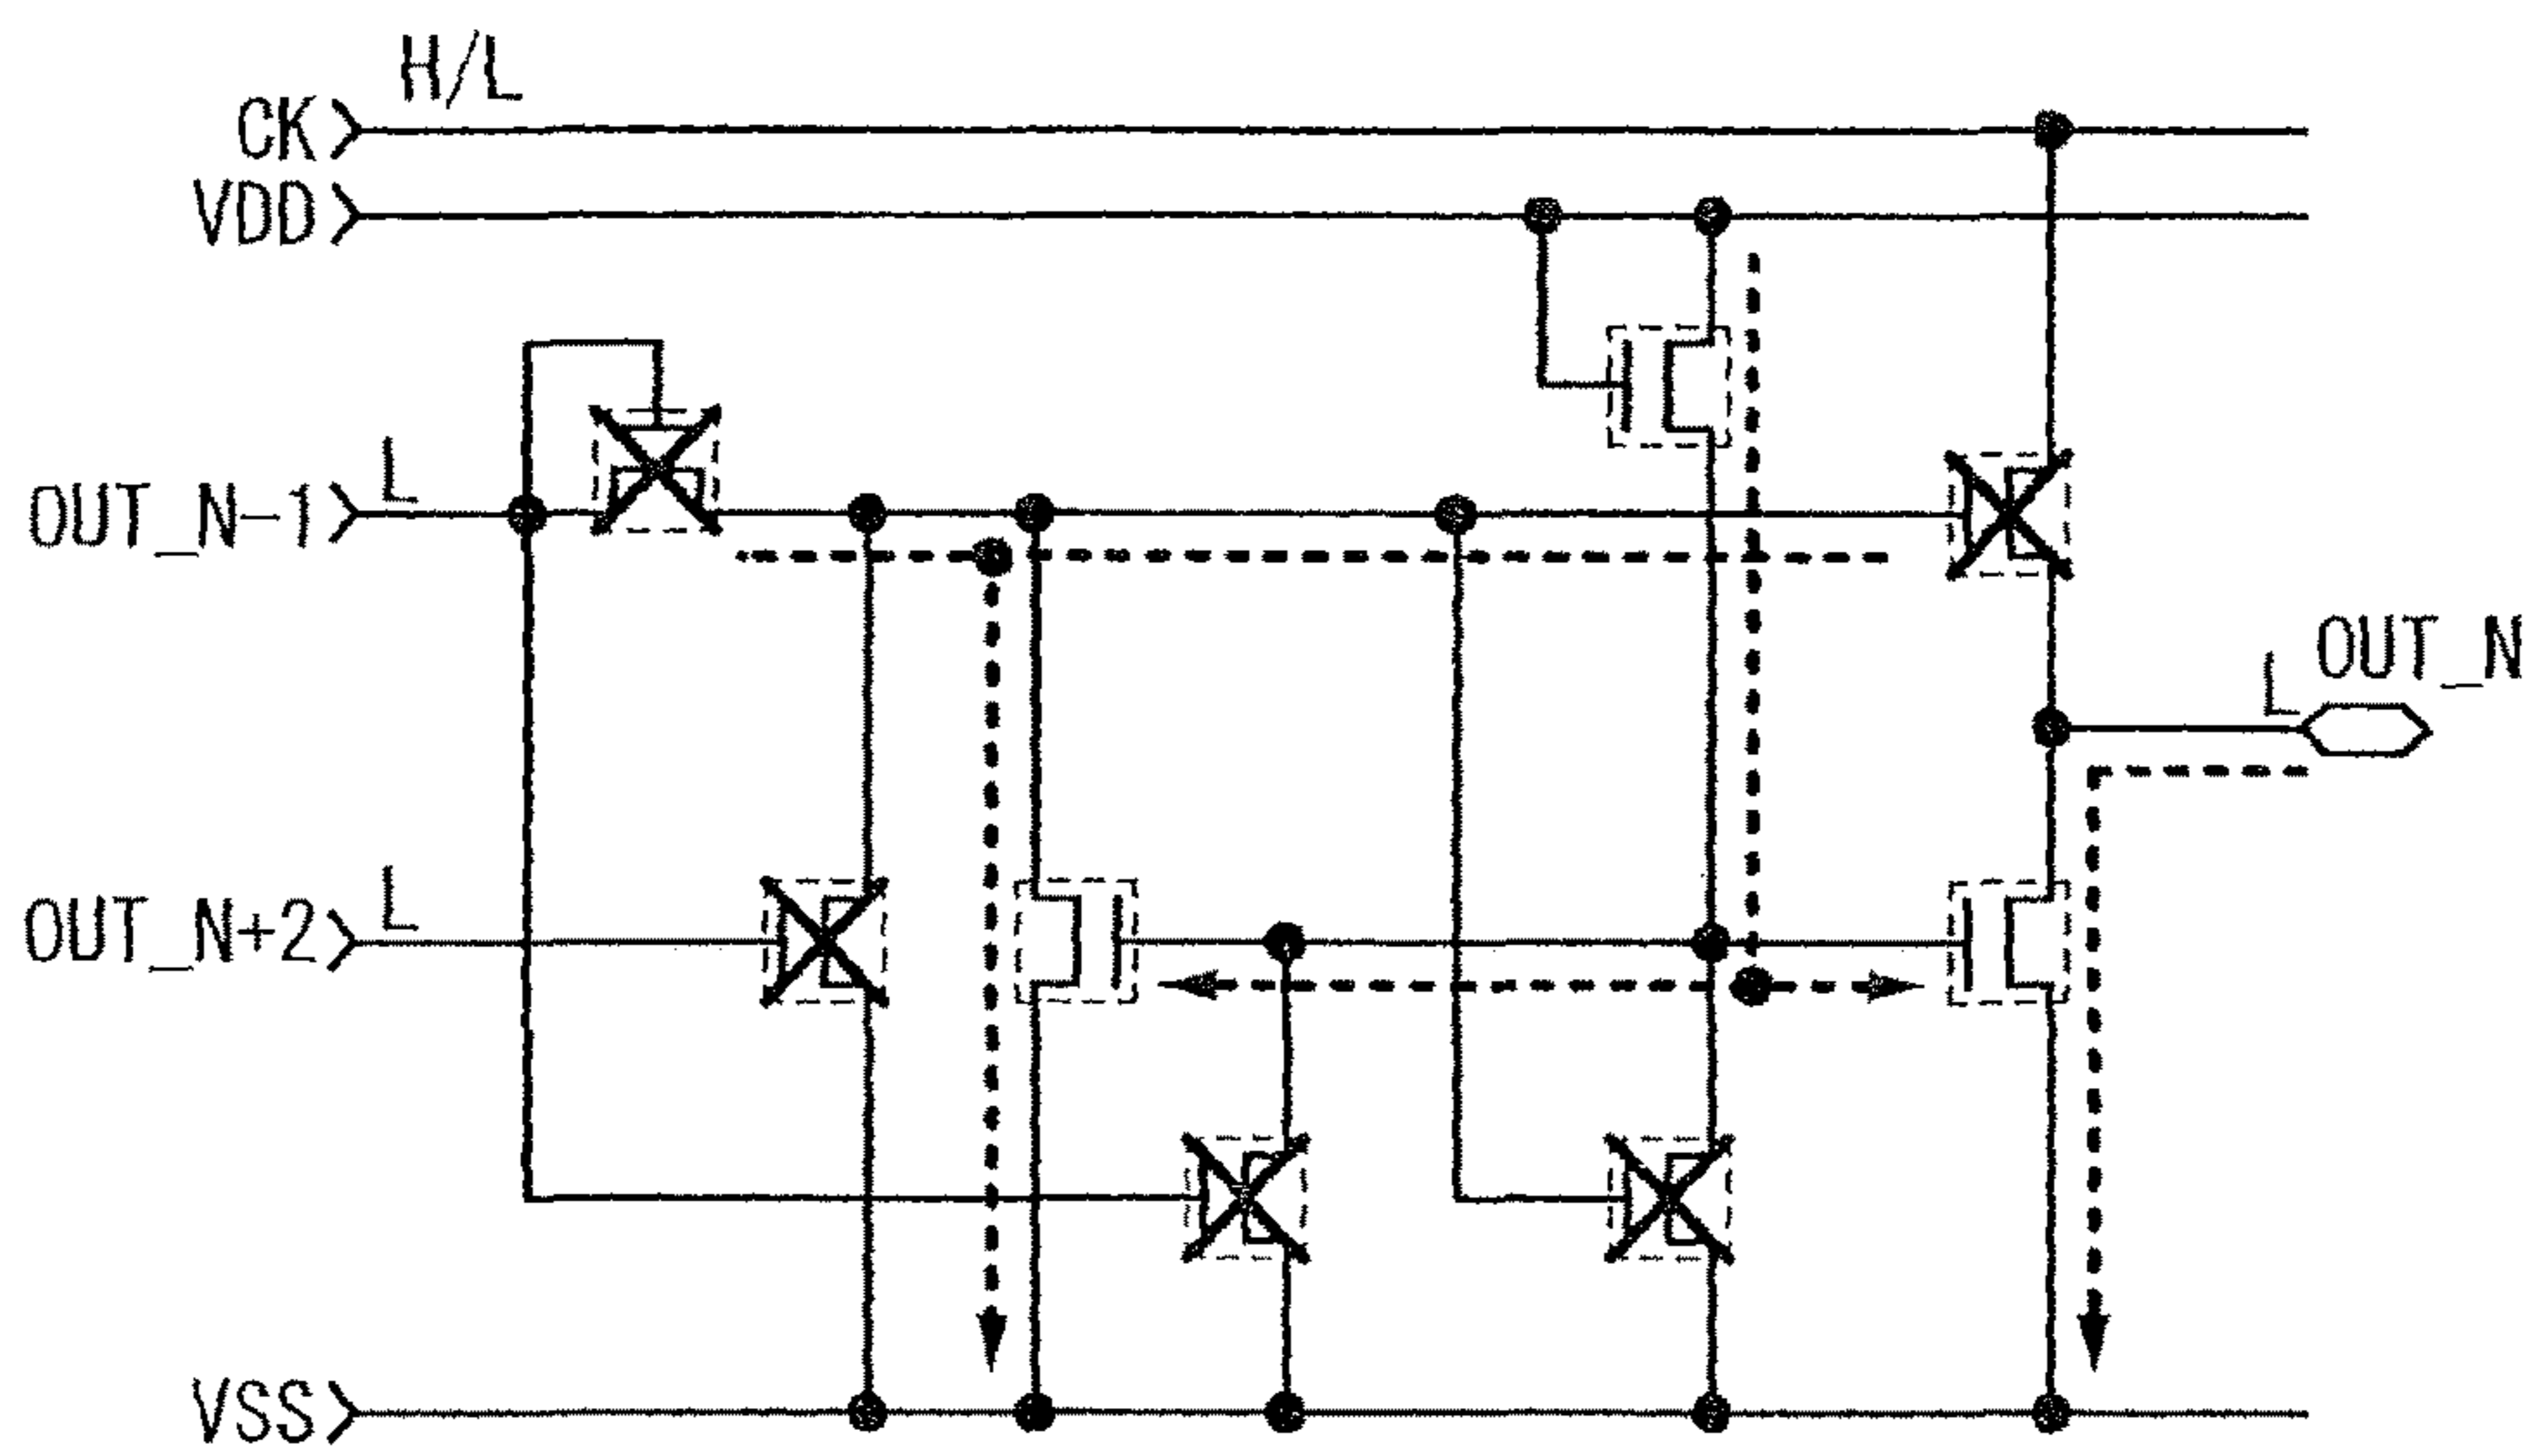 H/L
CK
VDD
OUT_N-1
L
OUT_N
L
OUT_N+2
L
VSS